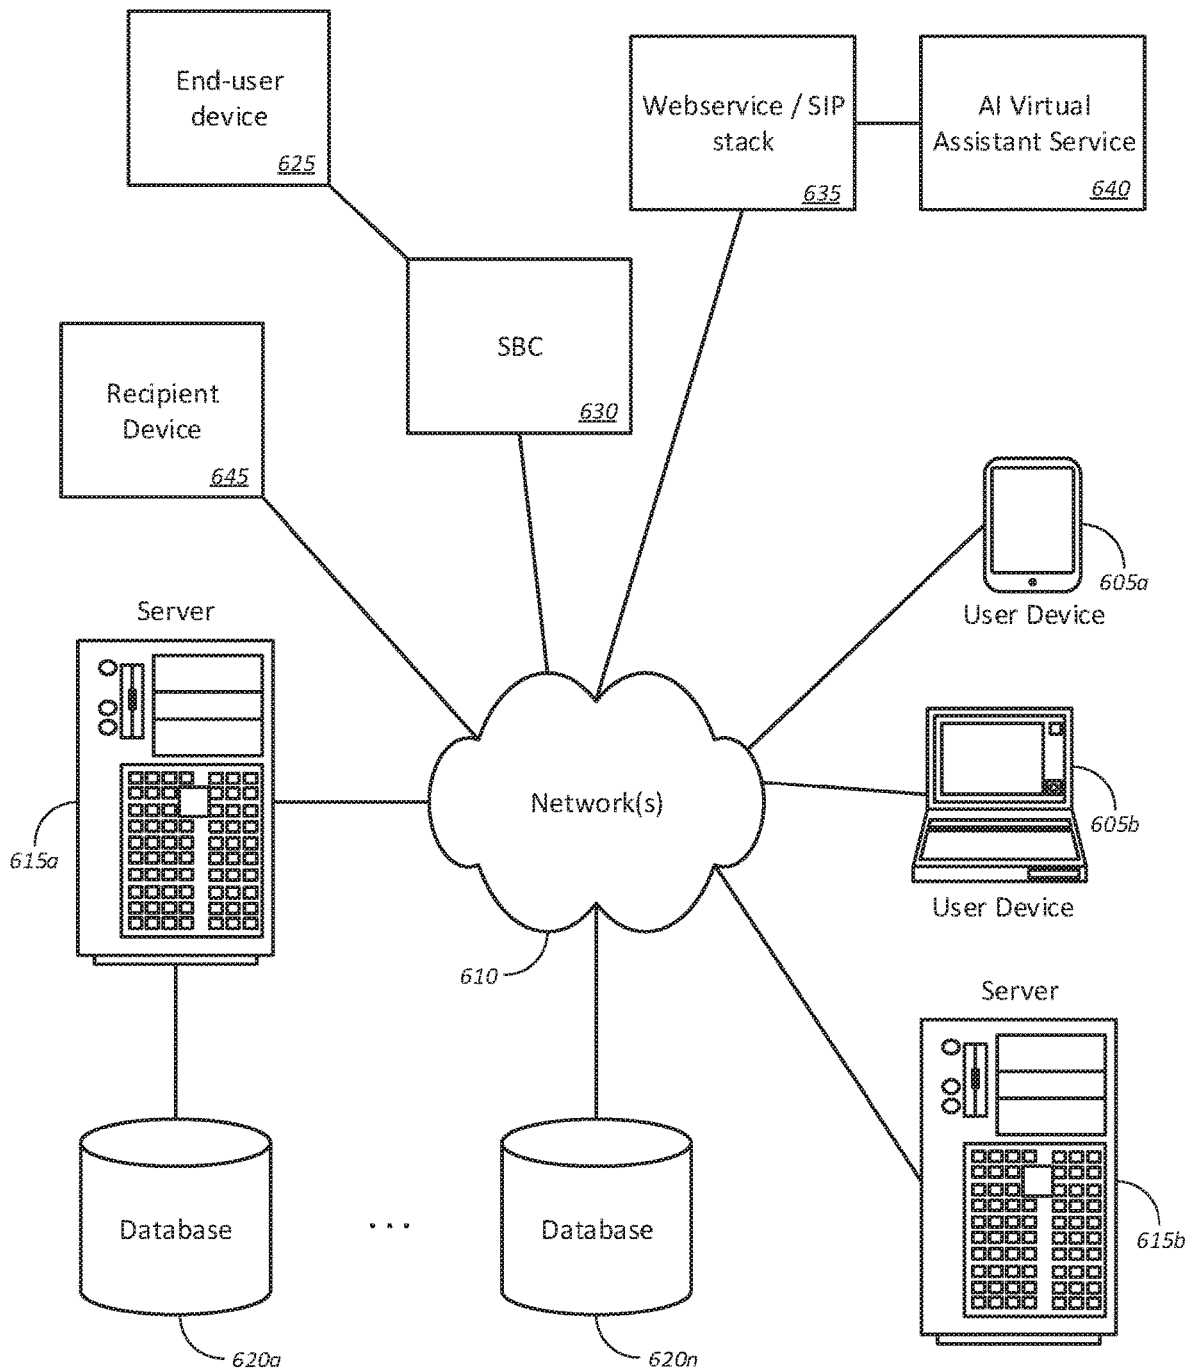 End-user
device
625
Webservice / SIP
stack
635
AI Virtual
Assistant Service
640
SBC
630
Recipient
Device
645
605a
User Device
Server
615a
Network(s)
610
605b
User Device
Server
615b
Database
620a
...
Database
620n